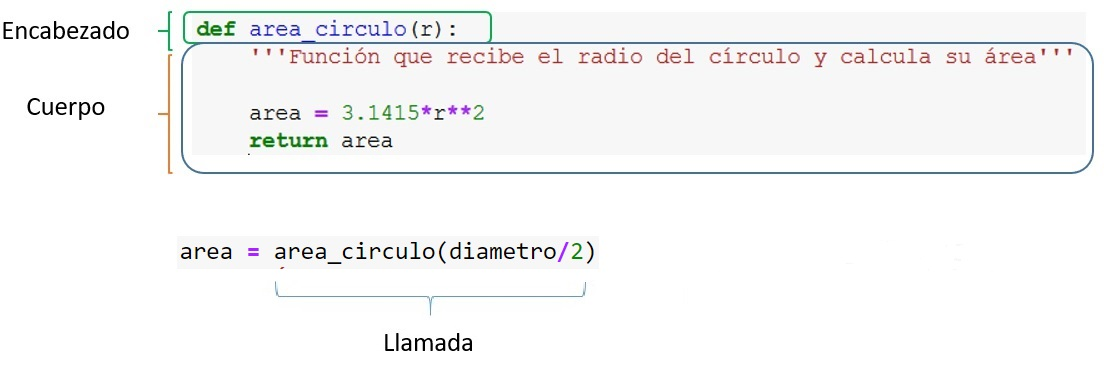 Encabezado
def area_circulo(r):
'''Función que recibe el radio del círculo y calcula su área'''
Cuerpo
area = 3.1415*r**2
return area
area = area_circulo(diametro/2)
Llamada